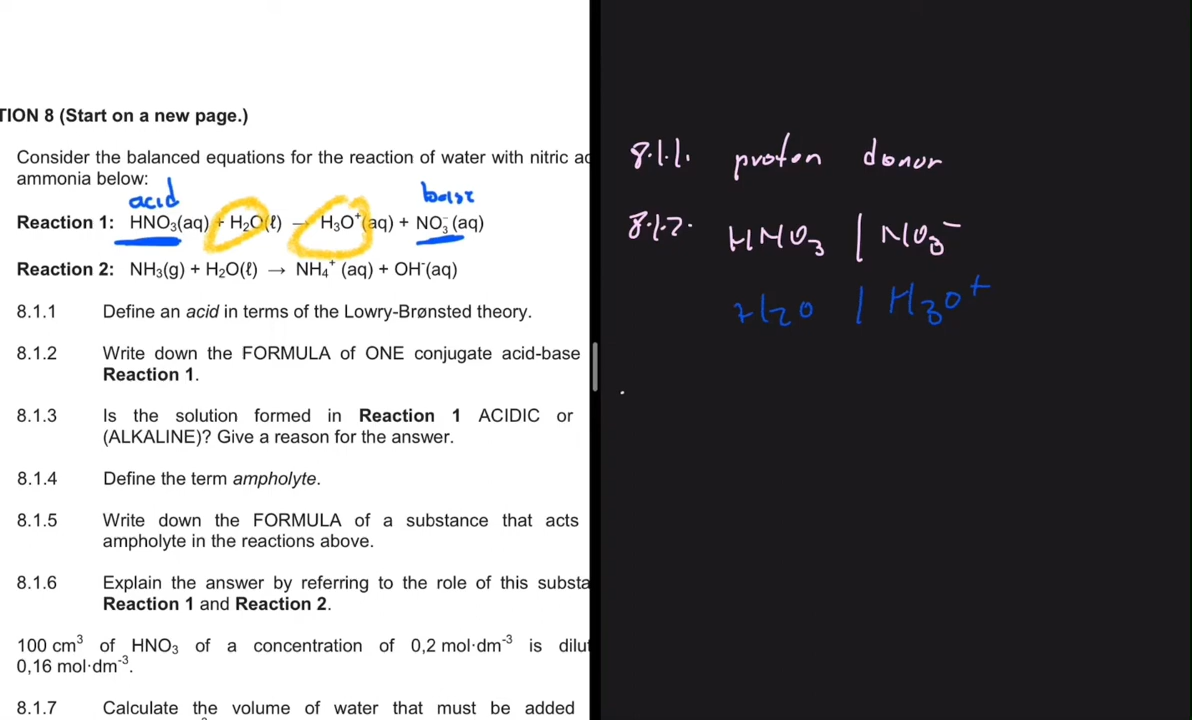 TION 8 (Start on a new page.)
Consider the balanced equations for the reaction of water with nitric ac
ammonia below:
acid
base
Reaction 1: HNO₃(aq) + H₂O(ℓ) → H₃O⁺(aq) + NO₃⁻(aq)
Reaction 2: NH₃(g) + H₂O(ℓ) → NH₄⁺ (aq) + OH⁻(aq)
8.1.1 Define an acid in terms of the Lowry-Brønsted theory.
8.1.2 Write down the FORMULA of ONE conjugate acid-base
Reaction 1.
8.1.3 Is the solution formed in Reaction 1 ACIDIC or
(ALKALINE)? Give a reason for the answer.
8.1.4 Define the term ampholyte.
8.1.5 Write down the FORMULA of a substance that acts
ampholyte in the reactions above.
8.1.6 Explain the answer by referring to the role of this substa
Reaction 1 and Reaction 2.
100 cm³ of HNO₃ of a concentration of 0,2 mol·dm⁻³ is dilu
0,16 mol·dm⁻³.
8.1.7 Calculate the volume of water that must be added
8.1.1. proton donor
8.1.2. HNO₃ | NO₃⁻
H₂O | H₃O⁺